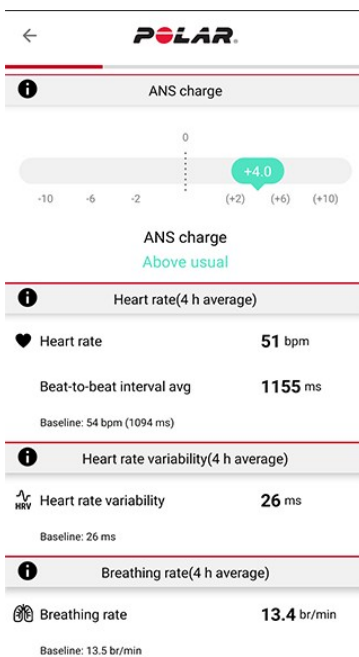 POLAR.
ANS charge
0
+4.0
-10 -6 -2 (+2) (+6) (+10)
ANS charge
Above usual
Heart rate(4 h average)
Heart rate 51 bpm
Beat-to-beat interval avg 1155 ms
Baseline: 54 bpm (1094 ms)
Heart rate variability(4 h average)
HRV Heart rate variability 26 ms
Baseline: 26 ms
Breathing rate(4 h average)
Breathing rate 13.4 br/min
Baseline: 13.5 br/min